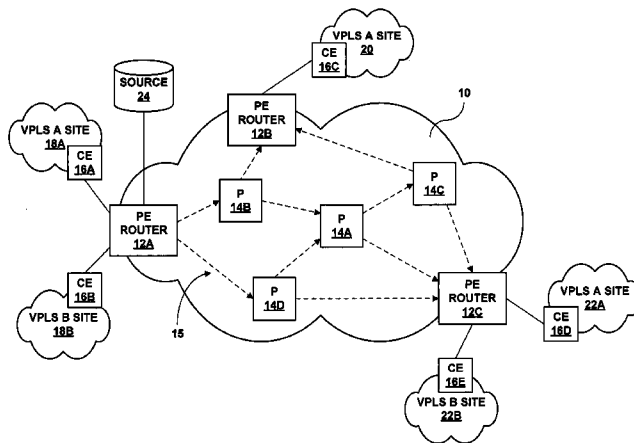 VPLS A SITE
20
CE
16C
SOURCE
24
PE
ROUTER
12B
10
VPLS A SITE
18A
CE
16A
P
14C
P
14B
P
14A
PE
ROUTER
12A
CE
16B
VPLS B SITE
18B
15
P
14D
PE
ROUTER
12C
VPLS A SITE
22A
CE
16D
CE
16E
VPLS B SITE
22B